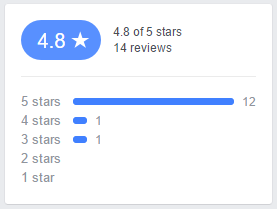 4.8 ★
4.8 of 5 stars
14 reviews
5 stars 12
4 stars 1
3 stars 1
2 stars
1 star